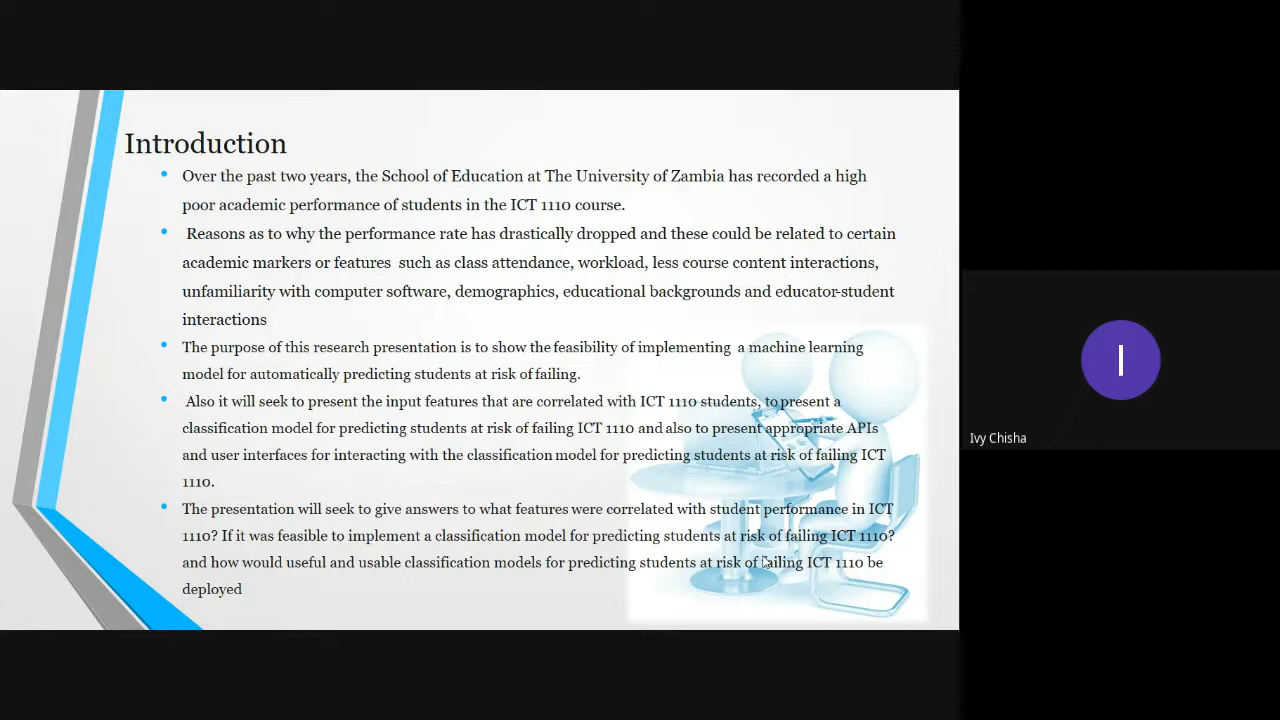 Introduction
Over the past two years, the School of Education at The University of Zambia has recorded a high
poor academic performance of students in the ICT 1110 course.
Reasons as to why the performance rate has drastically dropped and these could be related to certain
academic markers or features such as class attendance, workload, less course content interactions,
unfamiliarity with computer software, demographics, educational backgrounds and educator-student
interactions
The purpose of this research presentation is to show the feasibility of implementing a machine learning
model for automatically predicting students at risk of failing.
Also it will seek to present the input features that are correlated with ICT 1110 students, to present a
classification model for predicting students at risk of failing ICT 1110 and also to present appropriate APIs
and user interfaces for interacting with the classification model for predicting students at risk of failing ICT
1110.
The presentation will seek to give answers to what features were correlated with student performance in ICT
1110? If it was feasible to implement a classification model for predicting students at risk of failing ICT 1110?
and how would useful and usable classification models for predicting students at risk of failing ICT 1110 be
deployed
I
Ivy Chisha